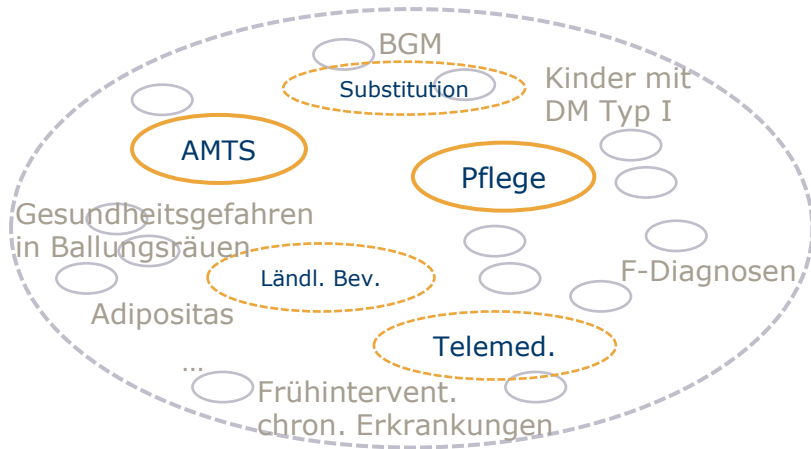 BGM
Substitution
Kinder mit
DM Typ I
AMTS
Pflege
Gesundheitsgefahren
in Ballungsräuen
Ländl. Bev.
F-Diagnosen
Adipositas
Telemed.
...
Frühintervent.
chron. Erkrankungen